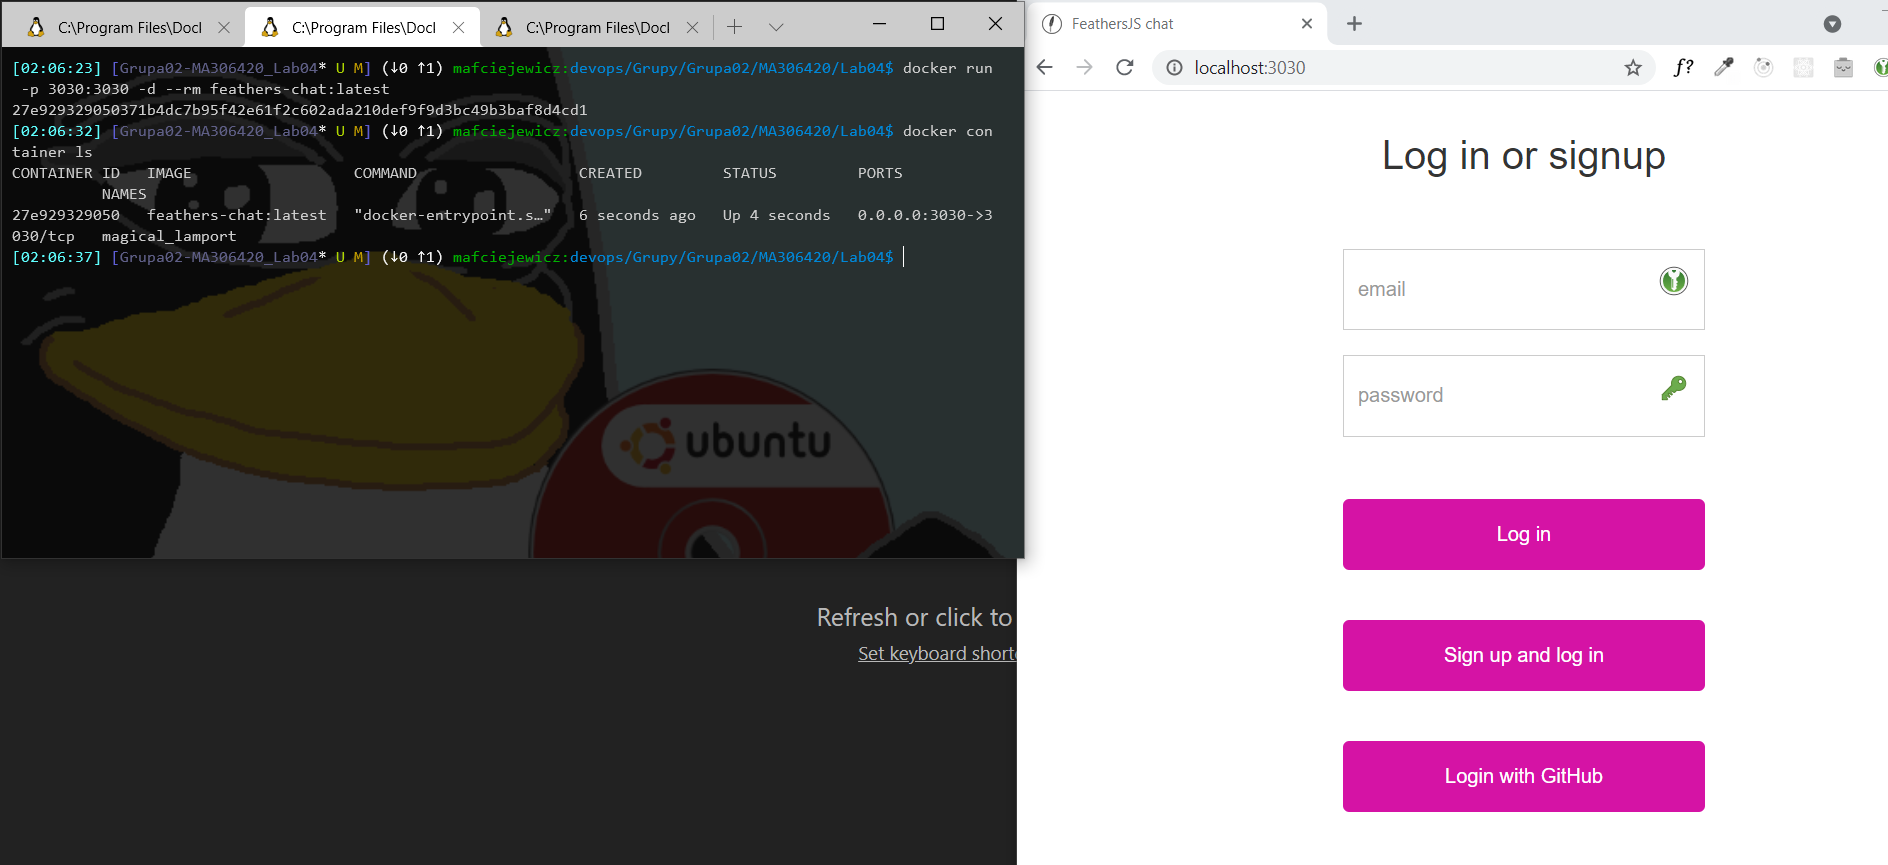 C:\Program Files\Docl
C:\Program Files\Docl
C:\Program Files\Docl
[02:06:23] [Grupa02-MA306420_Lab04* U M] (↓0 ↑1) mafciejewicz:devops/Grupy/Grupa02/MA306420/Lab04$ docker run
-p 3030:3030 -d --rm feathers-chat:latest
27e929329050371b4dc7b95f42e61f2c602ada210def9f9d3bc49b3baf8d4cd1
[02:06:32] [Grupa02-MA306420_Lab04* U M] (↓0 ↑1) mafciejewicz:devops/Grupy/Grupa02/MA306420/Lab04$ docker con
tainer ls
CONTAINER ID IMAGE COMMAND CREATED STATUS PORTS
NAMES
27e929329050 feathers-chat:latest "docker-entrypoint.s…" 6 seconds ago Up 4 seconds 0.0.0.0:3030->3
030/tcp magical_lamport
[02:06:37] [Grupa02-MA306420_Lab04* U M] (↓0 ↑1) mafciejewicz:devops/Grupy/Grupa02/MA306420/Lab04$
ubuntu
Refresh or click to
Set keyboard shortc
FeathersJS chat
localhost:3030
f?
Log in or signup
email
password
Log in
Sign up and log in
Login with GitHub